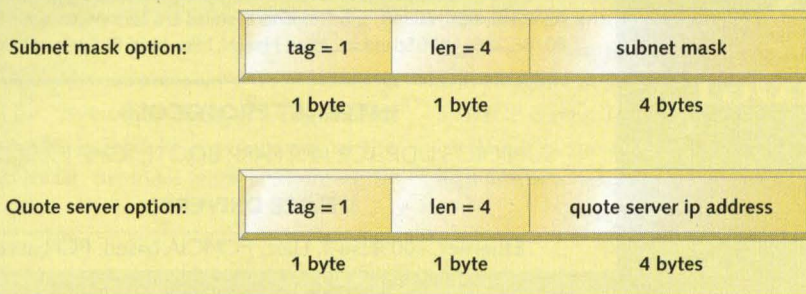 Subnet mask option: tag = 1 len = 4 subnet mask
1 byte 1 byte 4 bytes
Quote server option: tag = 1 len = 4 quote server ip address
1 byte 1 byte 4 bytes